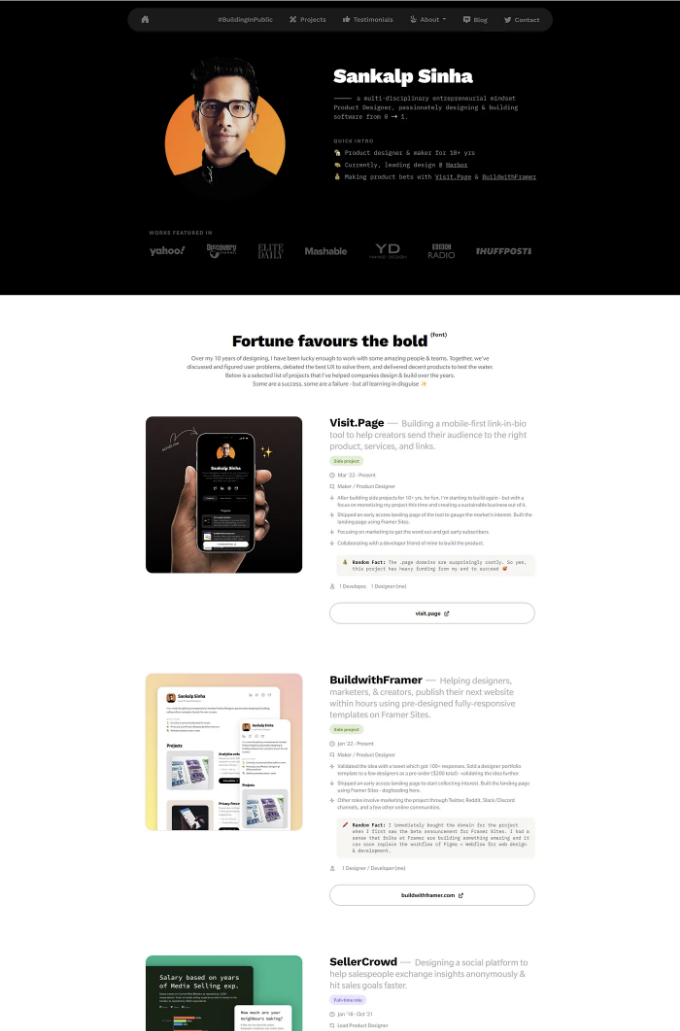 #BuildingInPublic Projects Testimonials About Blog Contact
Sankalp Sinha
a multi-disciplinary entrepreneurial mindset
Product Designer, passionately designing & building
software from 0 → 1.
QUICK INTRO
Product designer & maker for 10+ yrs
Currently, leading design @ Harbor
Making product bets with Visit.Page & BuildwithFramer
WORKS FEATURED IN
yahoo! Discovery CHANNEL ELITE DAILY Mashable YD YANKO DESIGN BBC RADIO HUFFPOST
Fortune favours the bold (font)
Over my 10 years of designing, I have been lucky enough to work with some amazing people & teams. Together, we've
discussed and figured user problems, debated the best UX to solve them, and delivered decent products to test the water.
Below is a selected list of projects that I've helped companies design & build over the years.
Some are a success, some are a failure - but all learning in disguise ✨
Visit.Page — Building a mobile-first link-in-bio
tool to help creators send their audience to the right
product, services, and links.
Side project
Mar '22 - Present
Maker / Product Designer
After building side projects for 10+ yrs, for fun, I'm starting to build again - but with a
focus on monetizing my project this time and creating a sustainable business out of it.
Shipped an early access landing page of the tool to gauge the market's interest. Built the
landing page using Framer Sites.
Focusing on marketing to get the word out and get early subscribers.
Collaborating with a developer friend of mine to build the product.
Random Fact: The .page domains are surprisingly costly. So yes,
this project has heavy funding from my end to succeed
1 Developer, 1 Designer (me)
visit.page
Sankalp Sinha
BuildwithFramer — Helping designers,
marketers, & creators, publish their next website
within hours using pre-designed fully-responsive
templates on Framer Sites.
Side project
Jan '22 - Present
Maker / Product Designer
Validated the idea with a tweet which got 100+ responses. Sold a designer portfolio
template to a few designers as a pre-order ($200 total) - validating the idea further.
Shipped an early access landing page to start collecting interest. Built the landing page
using Framer Sites - dogfooding here.
Other roles involve marketing the project through Twitter, Reddit, Slack/Discord
channels, and a few other online communities.
Random Fact: I immediately bought the domain for the project
when I first saw the beta announcement for Framer Sites. I had a
sense that folks at Framer are building something amazing and it
can soon replace the workflow of Figma + Webflow for web design
& development.
1 Designer / Developer (me)
buildwithframer.com
Sankalp Sinha
Projects
Sankalp Sinha
Projects
SellerCrowd — Designing a social platform to
help salespeople exchange insights anonymously &
hit sales goals faster.
Full-time role
Jan '18 - Oct '21
Lead Product Designer
Salary based on years
of Media Selling exp.
How much are your
neighbours making?